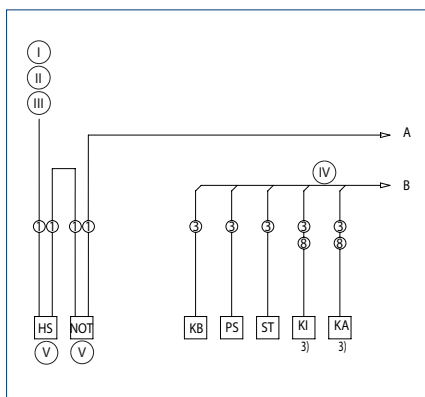 I
II
III
A
IV
B
1 1 1 1 3 3 3 3 3
8 8
HS NOT KB PS ST KI KA
V V 3) 3)